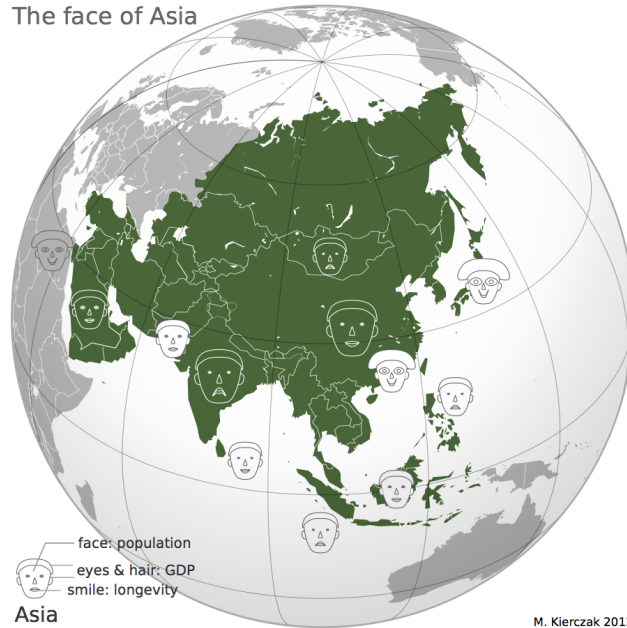 The face of Asia
face: population
eyes & hair: GDP
smile: longevity
Asia
M. Kierczak